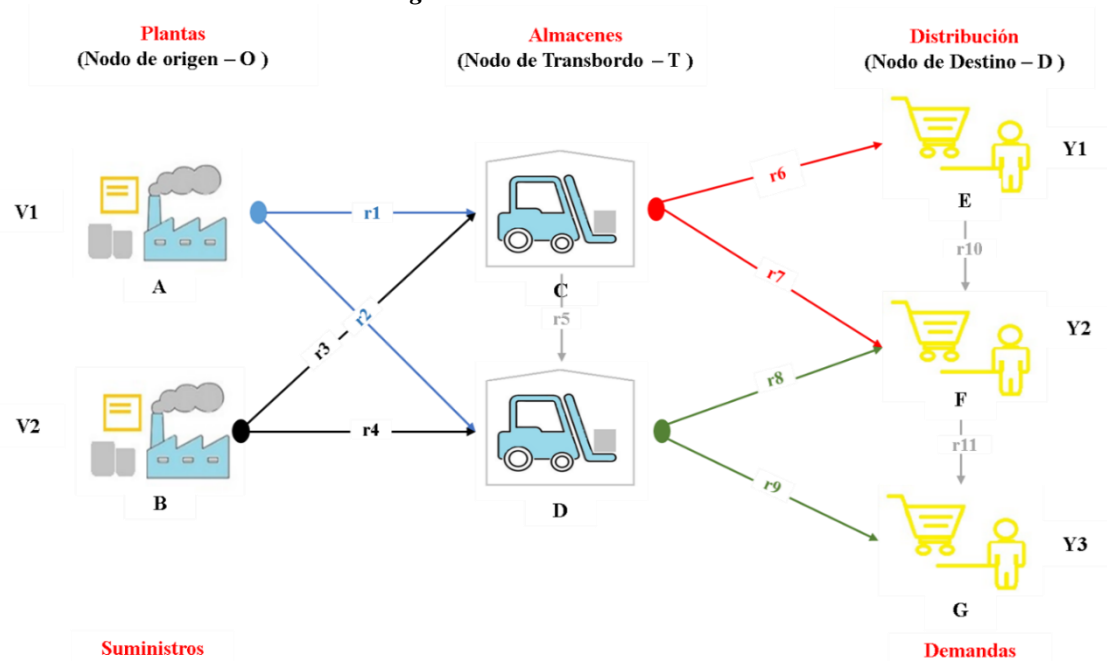 Plantas
(Nodo de origen – O )
Almacenes
(Nodo de Transbordo – T )
Distribución
(Nodo de Destino – D )
V1
A
r1
r2
r3
r4
V2
B
C
r5
D
r6
r7
r8
r9
Y1
E
r10
Y2
F
r11
Y3
G
Suministros
Demandas